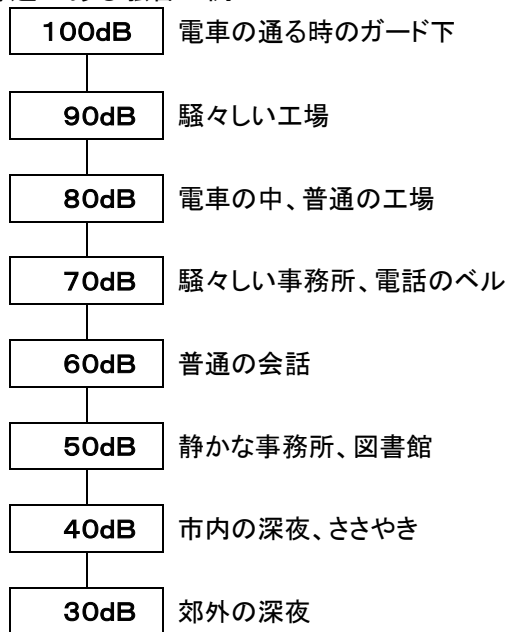 100dB 電車の通る時のガード下
90dB 騒々しい工場
80dB 電車の中、普通の工場
70dB 騒々しい事務所、電話のベル
60dB 普通の会話
50dB 静かな事務所、図書館
40dB 市内の深夜、ささやき
30dB 郊外の深夜